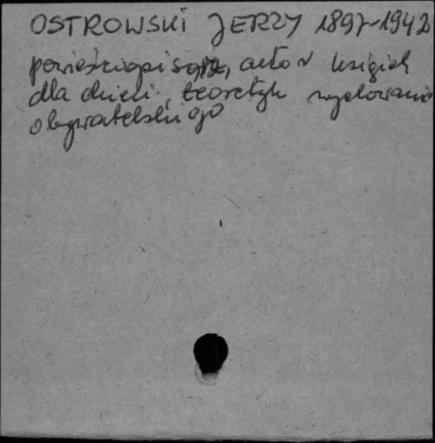 OSTROWSKI JERZY 1897-1942
powieściopisarz, autor książek
dla dzieci, teoretyk wychowania
obywatelskiego